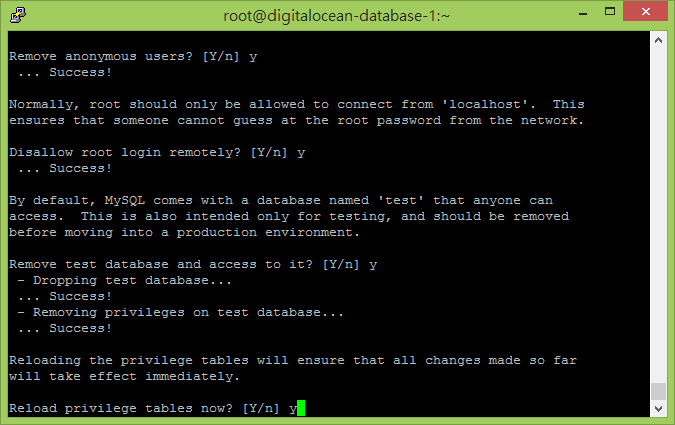 root@digitalocean-database-1:~
Remove anonymous users? [Y/n] y
... Success!
Normally, root should only be allowed to connect from 'localhost'.  This
ensures that someone cannot guess at the root password from the network.
Disallow root login remotely? [Y/n] y
... Success!
By default, MySQL comes with a database named 'test' that anyone can
access.  This is also intended only for testing, and should be removed
before moving into a production environment.
Remove test database and access to it? [Y/n] y
- Dropping test database...
... Success!
- Removing privileges on test database...
... Success!
Reloading the privilege tables will ensure that all changes made so far
will take effect immediately.
Reload privilege tables now? [Y/n] y